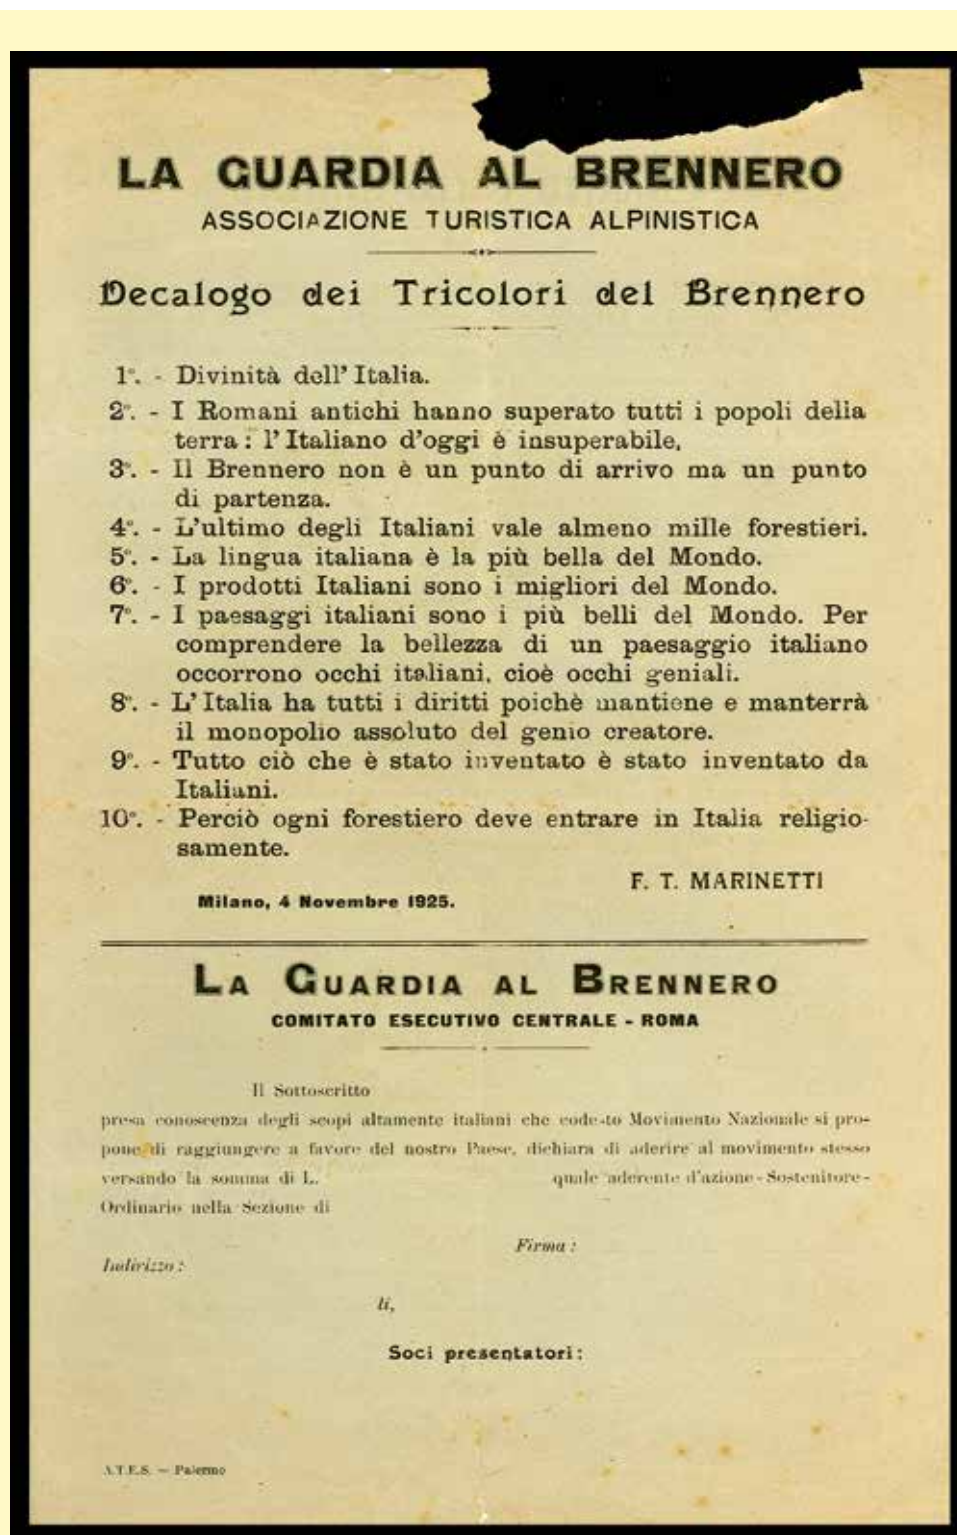 LA GUARDIA AL BRENNERO
ASSOCIAZIONE TURISTICA ALPINISTICA
Decalogo dei Tricolori del Brennero
1°. - Divinità dell' Italia.
2°. - I Romani antichi hanno superato tutti i popoli della
terra : l' Italiano d'oggi è insuperabile,
3°. - Il Brennero non è un punto di arrivo ma un punto
di partenza.
4°. - L'ultimo degli Italiani vale almeno mille forestieri.
5°. - La lingua italiana è la più bella del Mondo.
6°. - I prodotti Italiani sono i migliori del Mondo.
7°. - I paesaggi italiani sono i più belli del Mondo. Per
comprendere la bellezza di un paesaggio italiano
occorrono occhi italiani, cioè occhi geniali.
8°. - L' Italia ha tutti i diritti poichè mantiene e manterrà
il monopolio assoluto del genio creatore.
9°. - Tutto ciò che è stato inventato è stato inventato da
Italiani.
10°. - Perciò ogni forestiero deve entrare in Italia religio-
samente.
F. T. MARINETTI
Milano, 4 Novembre 1925.
LA GUARDIA AL BRENNERO
COMITATO ESECUTIVO CENTRALE - ROMA
Il Sottoscritto
presa conoscenza degli scopi altamente italiani che codesto Movimento Nazionale si pro-
pone di raggiungere a favore del nostro Paese, dichiara di aderire al movimento stesso
versando la somma di L. quale aderente d'azione - Sostenitore -
Ordinario nella Sezione di
Firma :
Indirizzo :
li,
Soci presentatori :
A.T.E.S. — Palermo